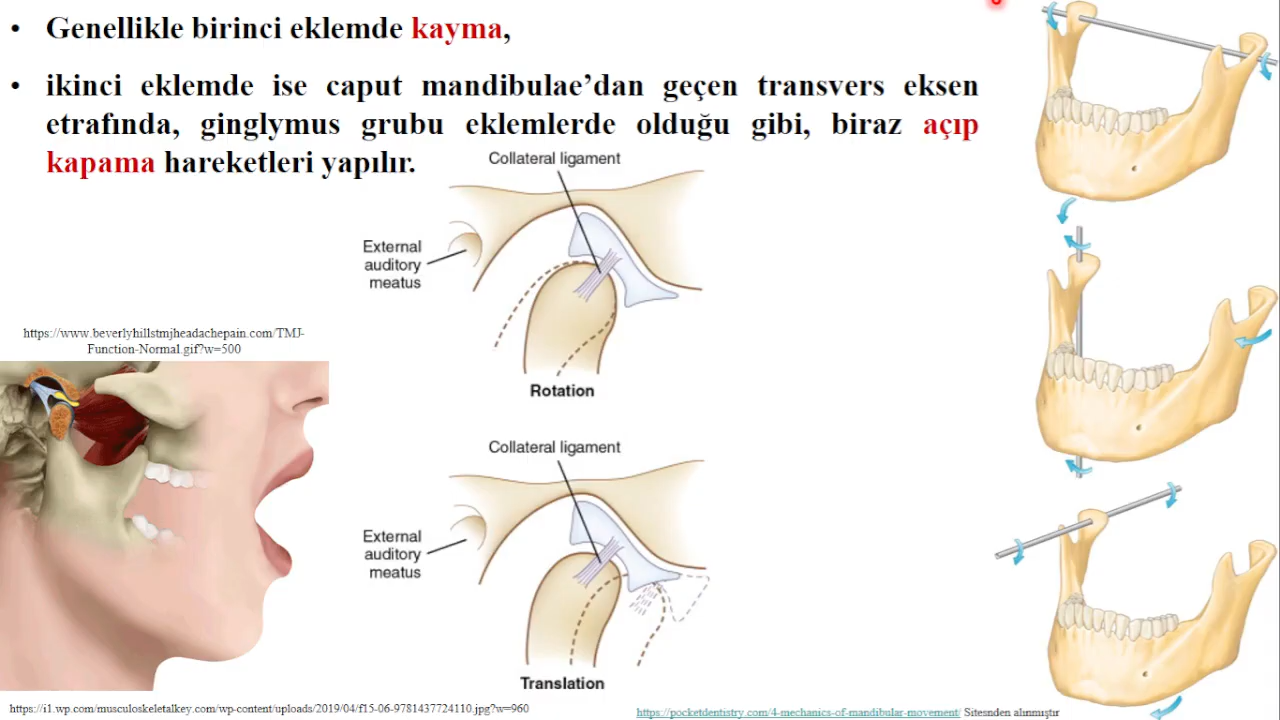 • Genellikle birinci eklemde kayma,
• ikinci eklemde ise caput mandibulae’dan geçen transvers eksen
etrafında, ginglymus grubu eklemlerde olduğu gibi, biraz açıp
kapama hareketleri yapılır.
Collateral ligament
External
auditory
meatus
Rotation
https://www.beverlyhillstmjheadachepain.com/TMJ-
Function-Normal.gif?w=500
Collateral ligament
External
auditory
meatus
Translation
https://i1.wp.com/musculoskeletalkey.com/wp-content/uploads/2019/04/f15-06-9781437724110.jpg?w=960
https://pocketdentistry.com/4-mechanics-of-mandibular-movement/ Sitesnden alınmıştır